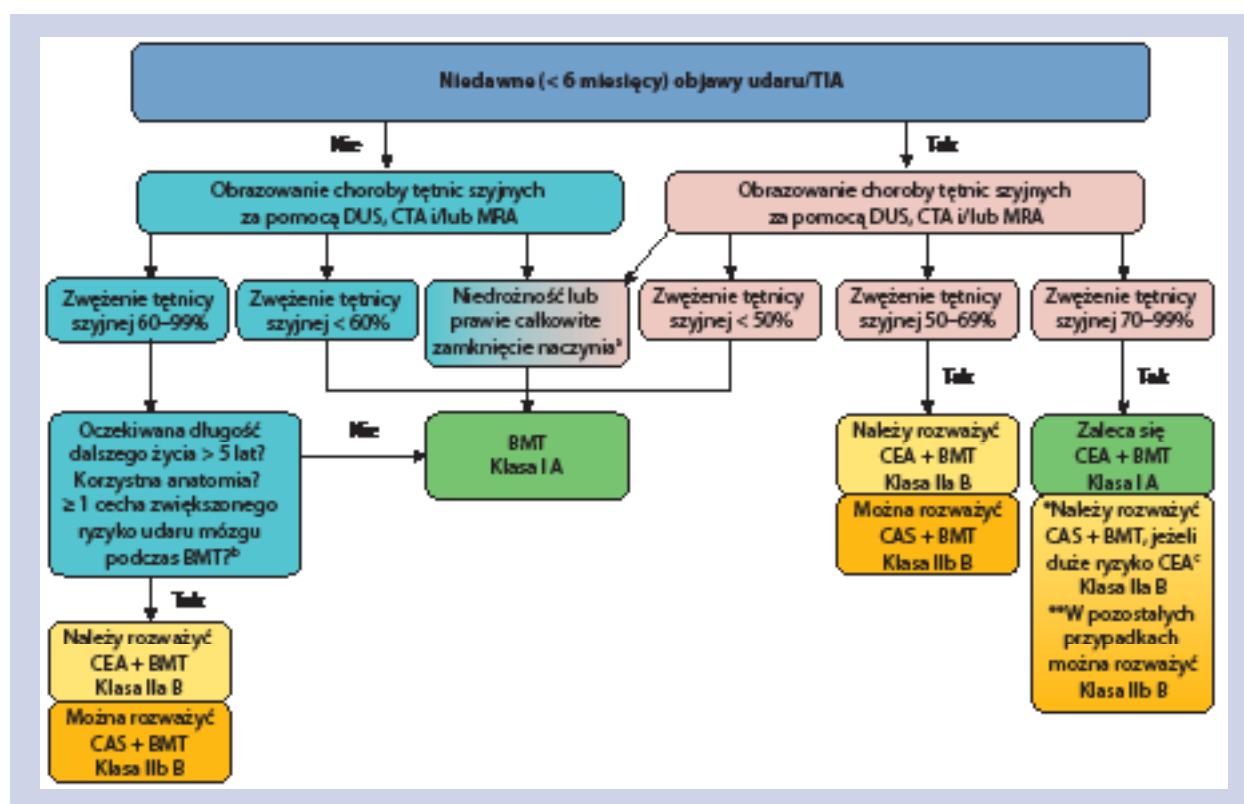 Niedawne (< 6 miesięcy) objawy udaru/TIA
Nie
Tak
Obrazowanie choroby tętnic szyjnych
za pomocą DUS, CTA i/lub MRA
Obrazowanie choroby tętnic szyjnych
za pomocą DUS, CTA i/lub MRA
Zwężenie tętnicy
szyjnej 60–99%
Zwężenie tętnicy
szyjnej < 60%
Niedrożność lub
prawie całkowite
zamknięcie naczyniaᵃ
Zwężenie tętnicy
szyjnej < 50%
Zwężenie tętnicy
szyjnej 50–69%
Zwężenie tętnicy
szyjnej 70–99%
Tak
Tak
Oczekiwana długość
dalszego życia > 5 lat?
Korzystna anatomia?
≥ 1 cecha zwiększonego
ryzyko udaru mózgu
podczas BMT?ᵇ
Nie
BMT
Klasa I A
Należy rozważyć
CEA + BMT
Klasa IIa B
Można rozważyć
CAS + BMT
Klasa IIb B
Zaleca się
CEA + BMT
Klasa I A
*Należy rozważyć
CAS + BMT, jeżeli
duże ryzyko CEAᶜ
Klasa IIa B
**W pozostałych
przypadkach
można rozważyć
Klasa IIb B
Tak
Należy rozważyć
CEA + BMT
Klasa IIa B
Można rozważyć
CAS + BMT
Klasa IIb B